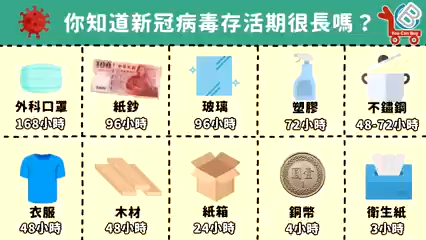 你知道新冠病毒存活期很長嗎？
You Can Buy
外科口罩
168小時
100
紙鈔
96小時
玻璃
96小時
塑膠
72小時
不鏽鋼
48-72小時
衣服
48小時
木材
48小時
紙箱
24小時
銅幣
4小時
衛生紙
3小時